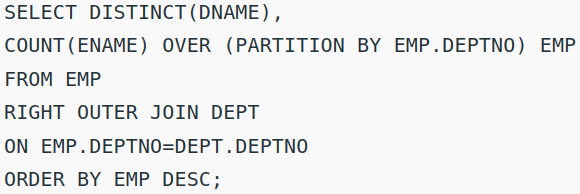 SELECT DISTINCT(DNAME),
COUNT(ENAME) OVER (PARTITION BY EMP.DEPTNO) EMP
FROM EMP
RIGHT OUTER JOIN DEPT
ON EMP.DEPTNO=DEPT.DEPTNO
ORDER BY EMP DESC;